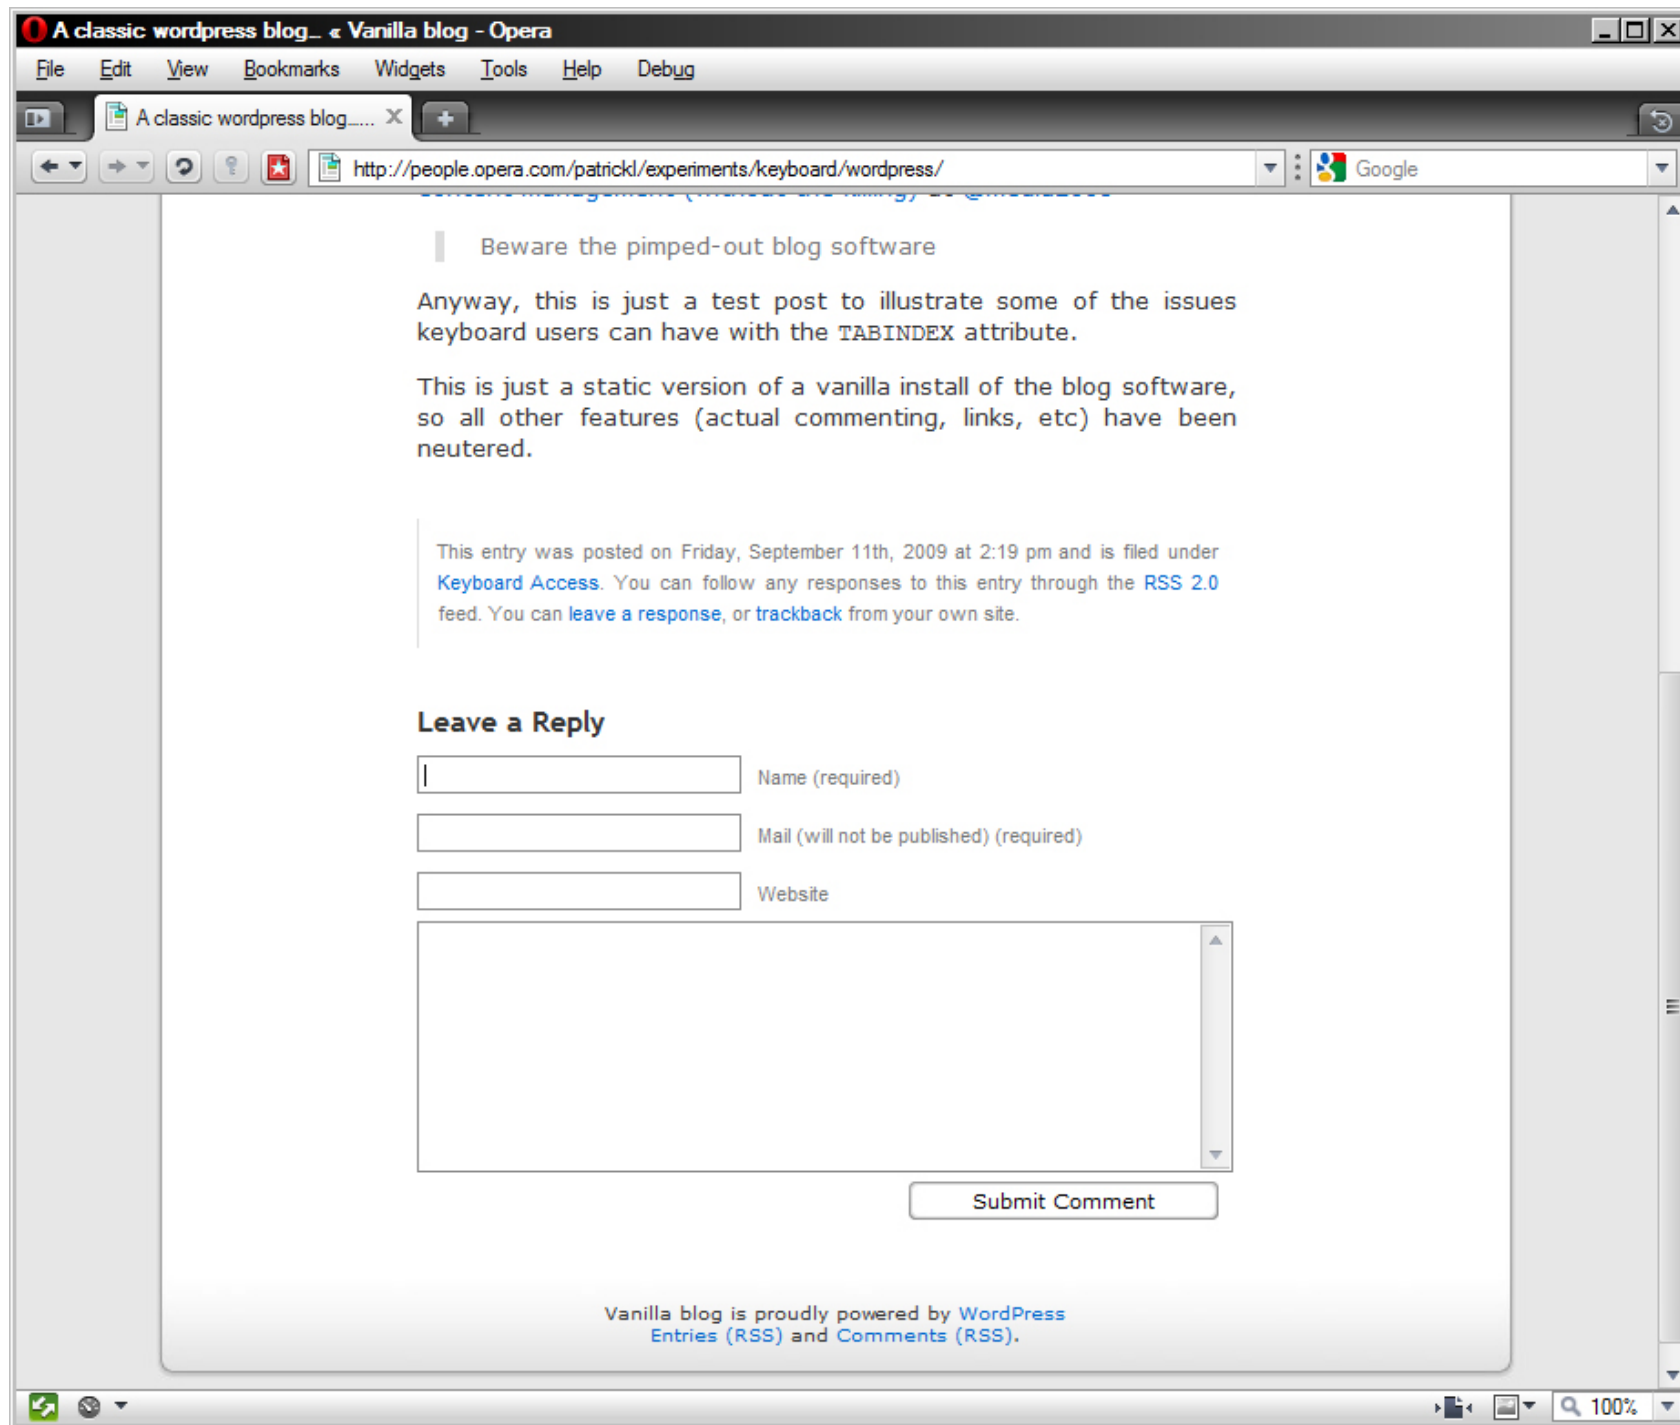 A classic wordpress blog... « Vanilla blog - Opera
File Edit View Bookmarks Widgets Tools Help Debug
A classic wordpress blog......
http://people.opera.com/patrickl/experiments/keyboard/wordpress/ Google
Beware the pimped-out blog software
Anyway, this is just a test post to illustrate some of the issues
keyboard users can have with the TABINDEX attribute.
This is just a static version of a vanilla install of the blog software,
so all other features (actual commenting, links, etc) have been
neutered.
This entry was posted on Friday, September 11th, 2009 at 2:19 pm and is filed under
Keyboard Access. You can follow any responses to this entry through the RSS 2.0
feed. You can leave a response, or trackback from your own site.
Leave a Reply
Name (required)
Mail (will not be published) (required)
Website
Submit Comment
Vanilla blog is proudly powered by WordPress
Entries (RSS) and Comments (RSS).
100%